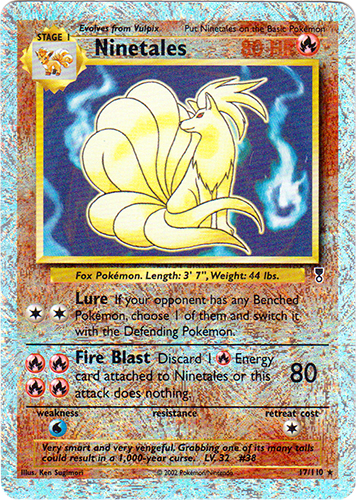 Evolves from Vulpix
Put Ninetales on the Basic Pokémon
STAGE 1
Ninetales
Fox Pokémon. Length: 3' 7", Weight: 44 lbs.
Lure If your opponent has any Benched
Pokémon, choose 1 of them and switch it
with the Defending Pokémon.
Fire Blast Discard 1 Energy
card attached to Ninetales or this
attack does nothing.
80
weakness
resistance
retreat cost
Very smart and very vengeful. Grabbing one of its many tails
could result in a 1,000-year curse. LV. 32 #38
Illus. Ken Sugimori
©2002 Pokémon/Nintendo
17/110 ★